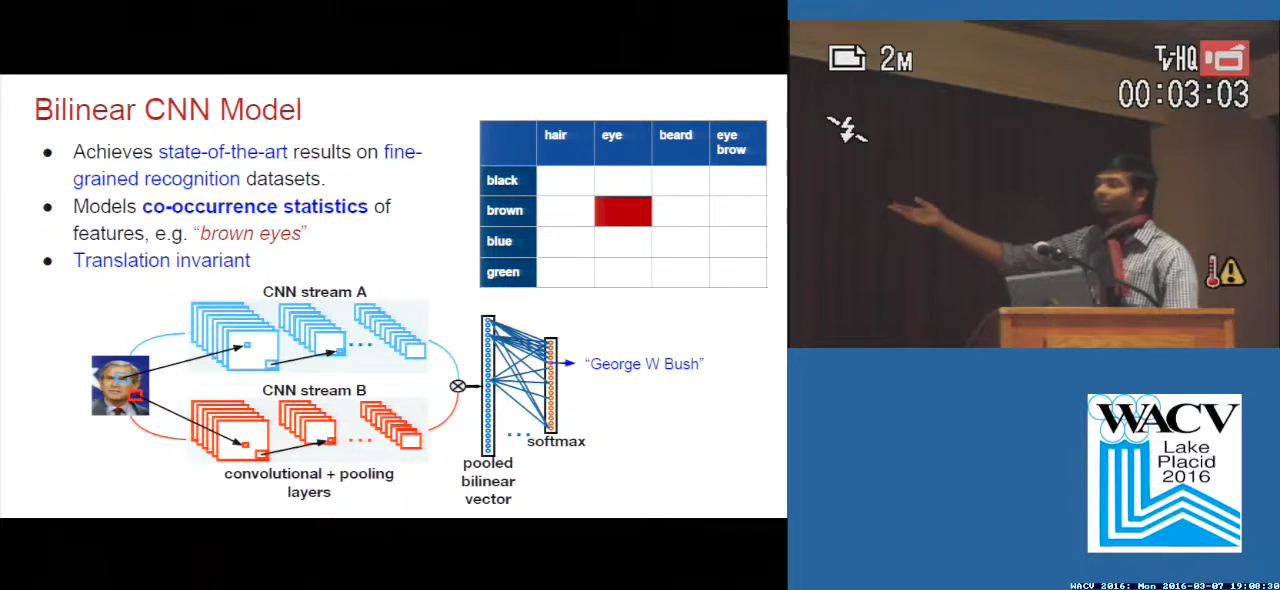 Bilinear CNN Model
● Achieves state-of-the-art results on fine-
grained recognition datasets.
● Models co-occurrence statistics of
features, e.g. “brown eyes”
● Translation invariant
hair eye beard eye
brow
black
brown
blue
green
CNN stream A
CNN stream B
convolutional + pooling
layers
⊗
pooled
bilinear
vector
softmax
“George W Bush”
2M
Tv-HQ
00:03:03
WACV
Lake
Placid
2016
WACV 2016: Mon 2016-03-07 19:08:30